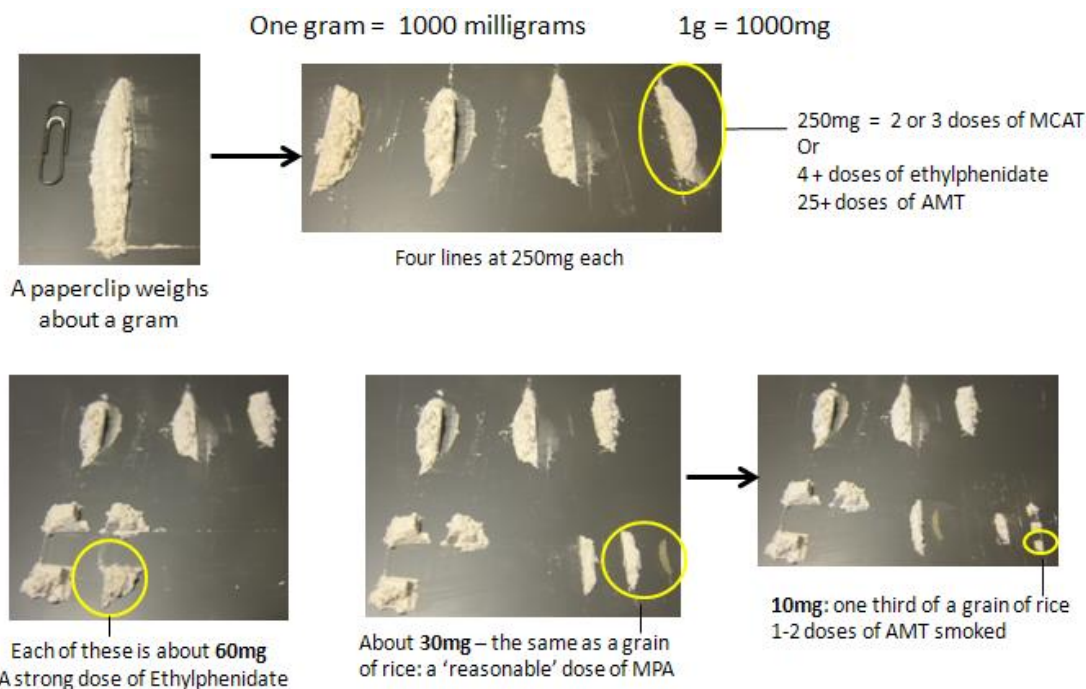 One gram = 1000 milligrams 1g = 1000mg
250mg = 2 or 3 doses of MCAT
Or
4 + doses of ethylphenidate
25+ doses of AMT
Four lines at 250mg each
A paperclip weighs
about a gram
Each of these is about 60mg
A strong dose of Ethylphenidate
About 30mg – the same as a grain
of rice: a ‘reasonable’ dose of MPA
10mg: one third of a grain of rice
1-2 doses of AMT smoked